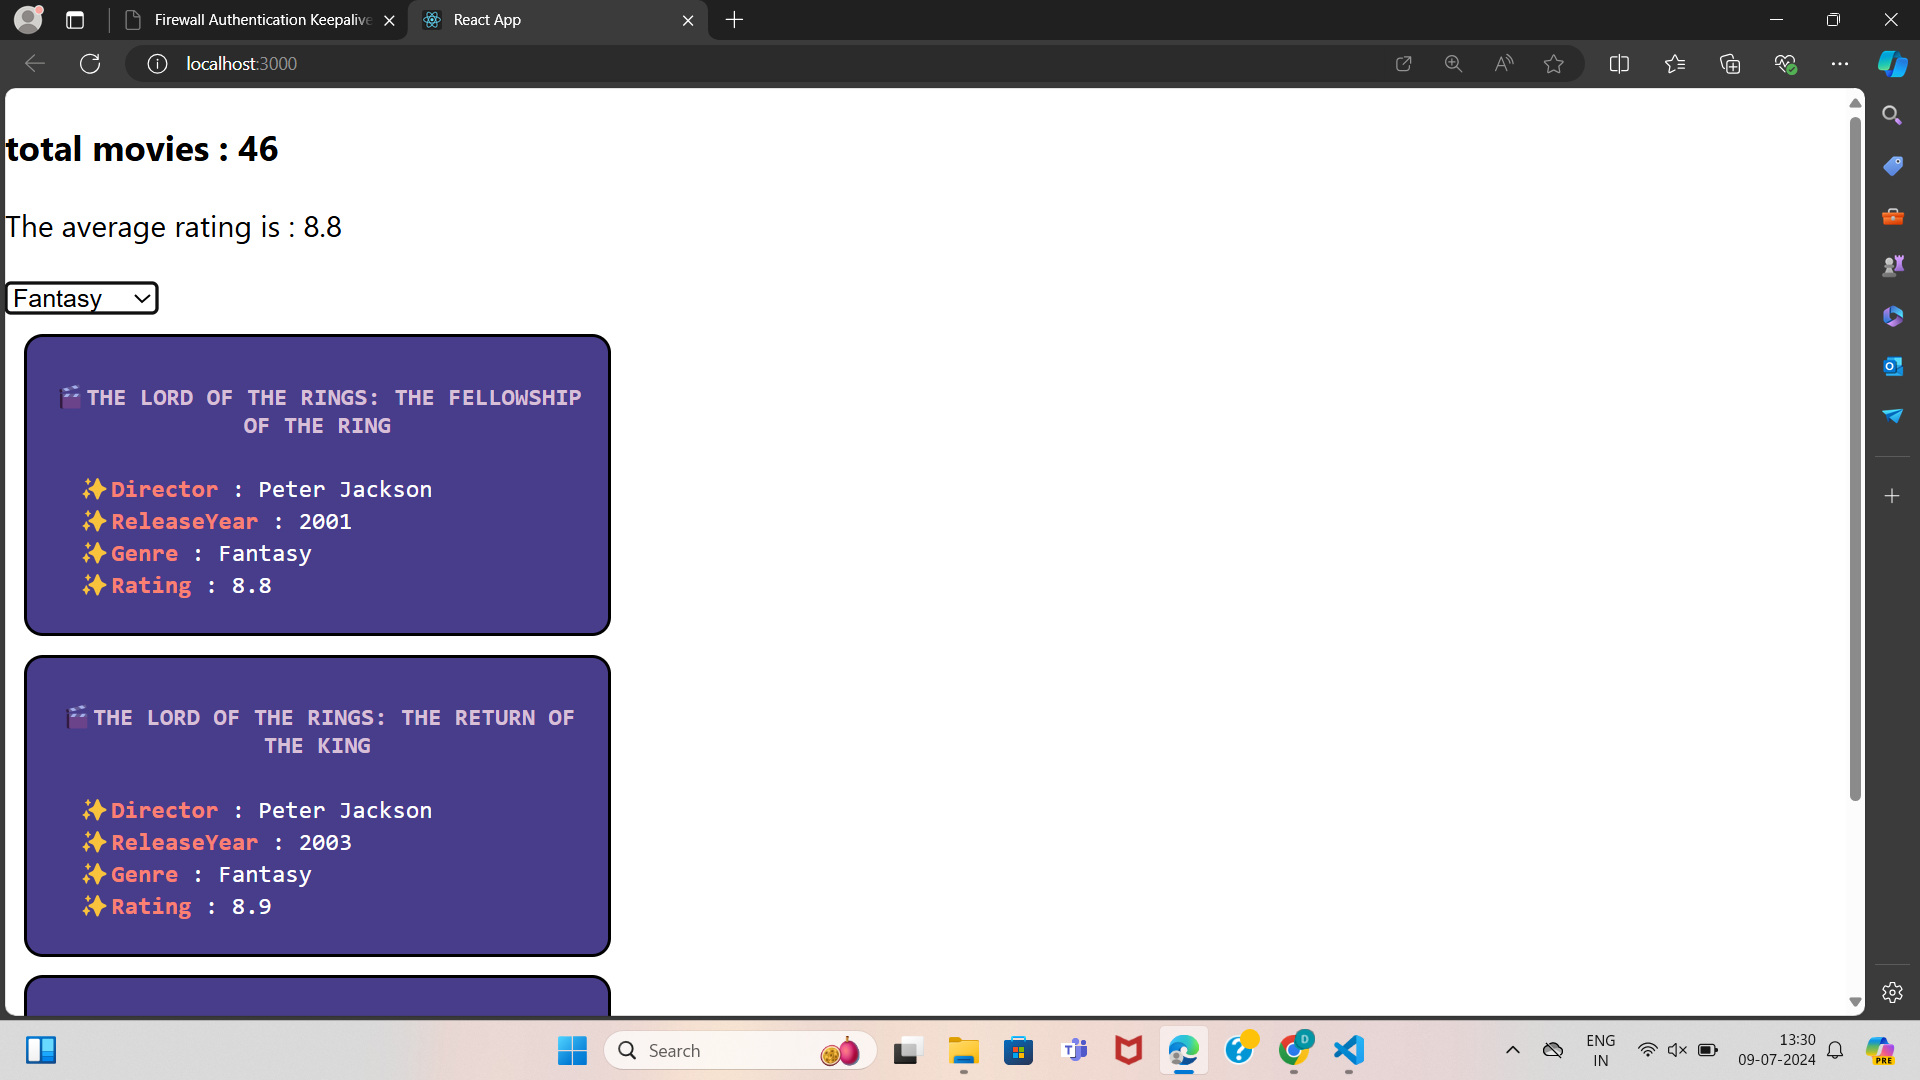 Firewall Authentication Keepalive
React App
localhost:3000
total movies : 46
The average rating is : 8.8
Fantasy
🎬THE LORD OF THE RINGS: THE FELLOWSHIP
OF THE RING
✨Director : Peter Jackson
✨ReleaseYear : 2001
✨Genre : Fantasy
✨Rating : 8.8
🎬THE LORD OF THE RINGS: THE RETURN OF
THE KING
✨Director : Peter Jackson
✨ReleaseYear : 2003
✨Genre : Fantasy
✨Rating : 8.9
Search
D
ENG
IN
13:30
09-07-2024
PRE